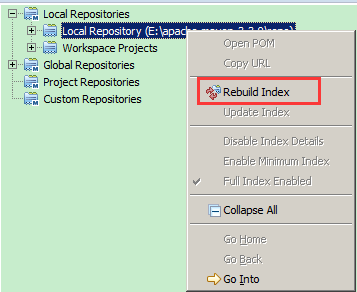 Local Repositories
Local Repository (E:\apache-maven-3.3.9\repo)
Workspace Projects
Global Repositories
Project Repositories
Custom Repositories
Open POM
Copy URL
Rebuild Index
Update Index
Disable Index Details
Enable Minimum Index
Full Index Enabled
Collapse All
Go Home
Go Back
Go Into